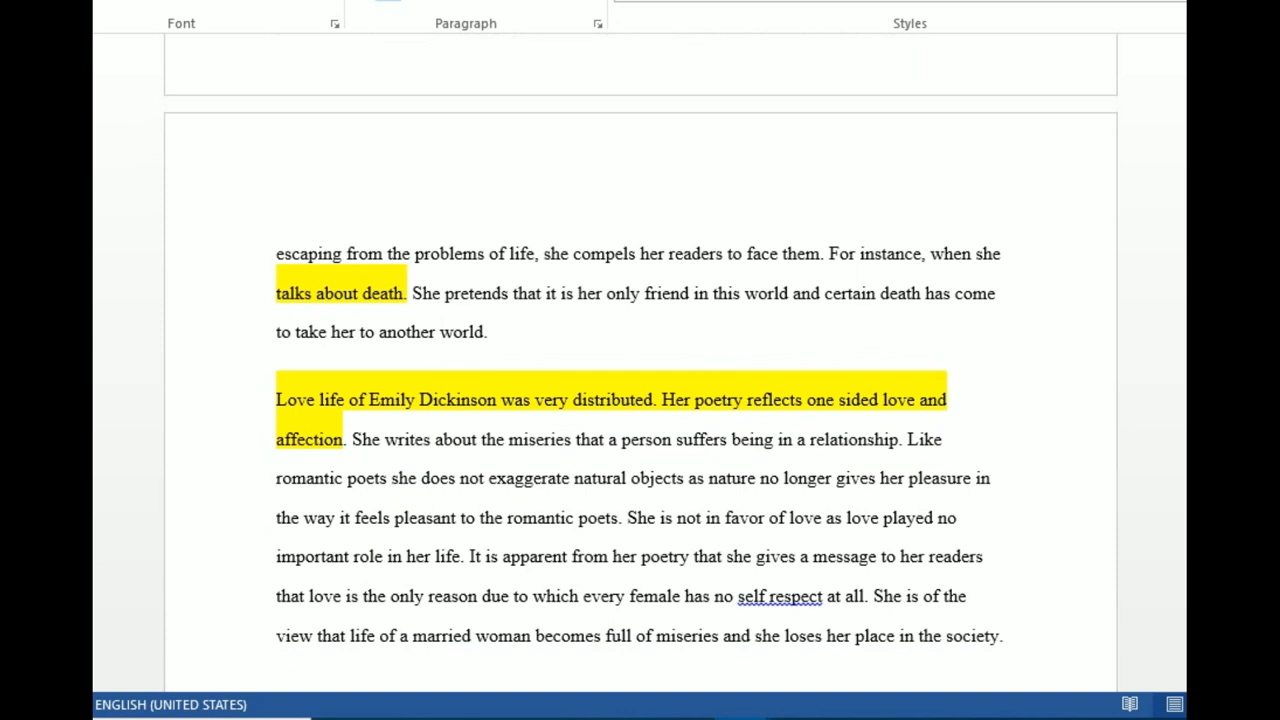 Font Paragraph Styles
escaping from the problems of life, she compels her readers to face them. For instance, when she
talks about death. She pretends that it is her only friend in this world and certain death has come
to take her to another world.
Love life of Emily Dickinson was very distributed. Her poetry reflects one sided love and
affection. She writes about the miseries that a person suffers being in a relationship. Like
romantic poets she does not exaggerate natural objects as nature no longer gives her pleasure in
the way it feels pleasant to the romantic poets. She is not in favor of love as love played no
important role in her life. It is apparent from her poetry that she gives a message to her readers
that love is the only reason due to which every female has no self respect at all. She is of the
view that life of a married woman becomes full of miseries and she loses her place in the society.
ENGLISH (UNITED STATES)